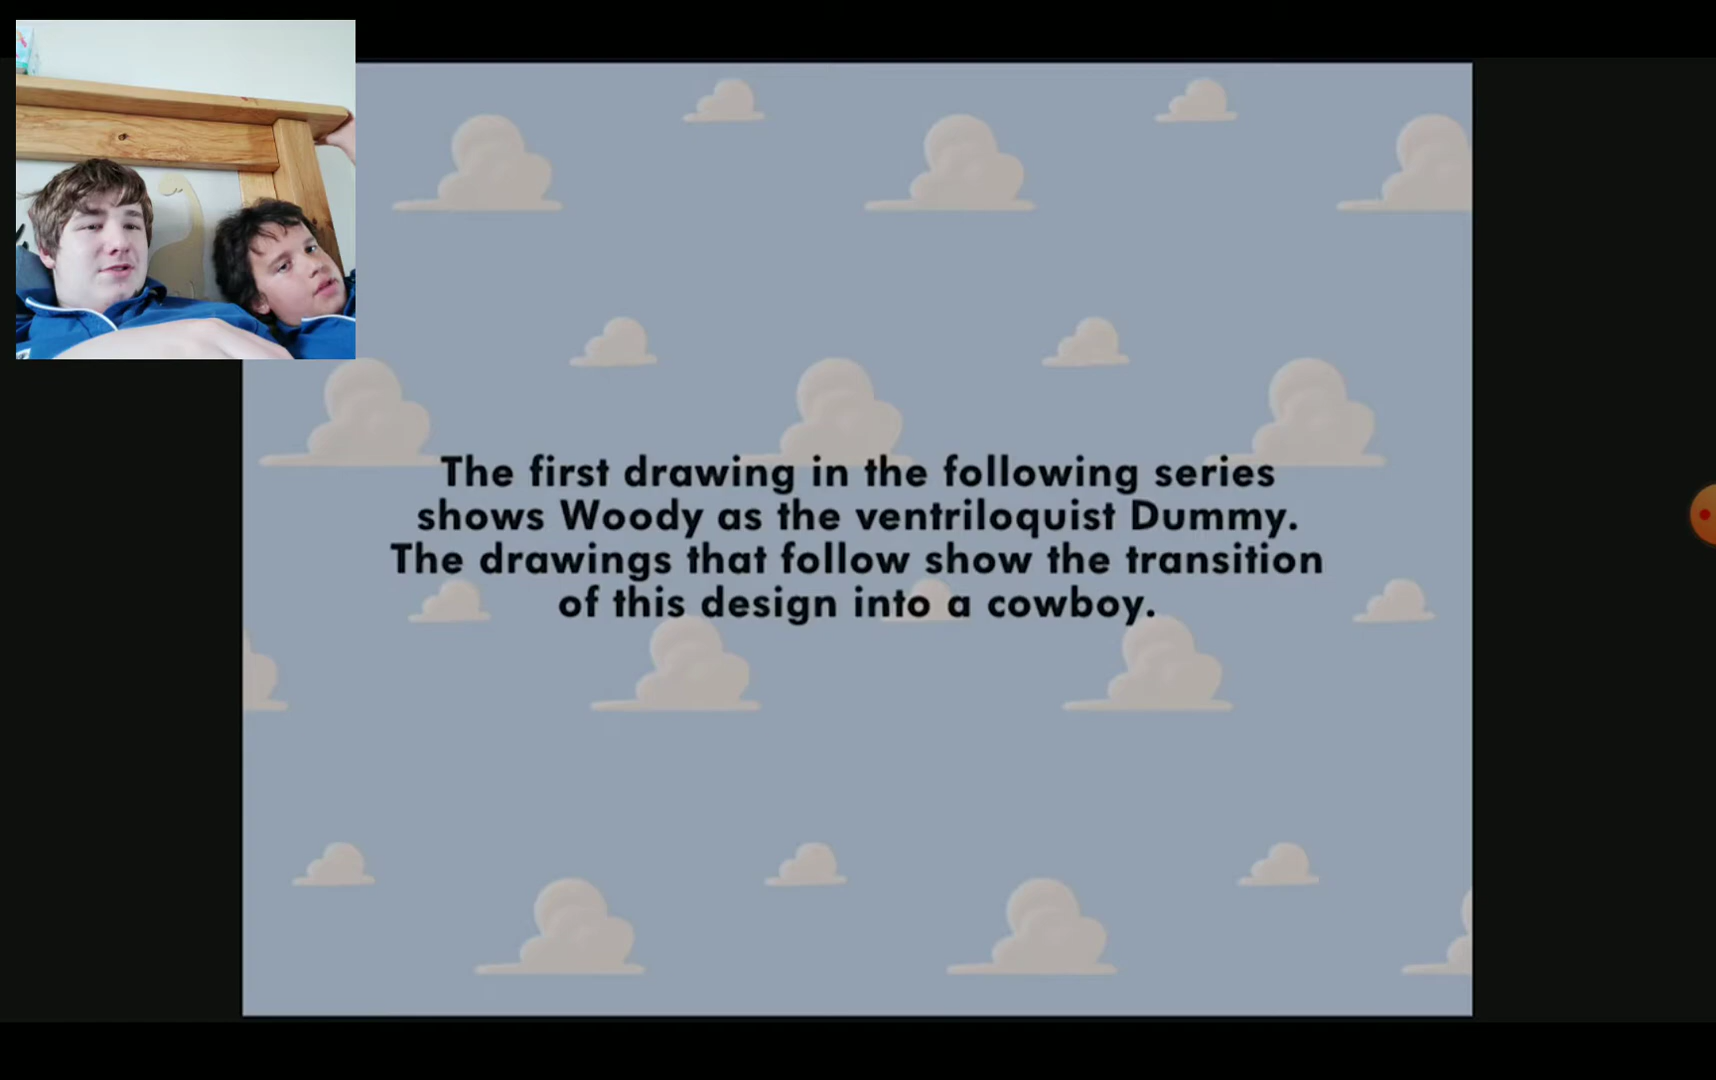 The first drawing in the following series
shows Woody as the ventriloquist Dummy.
The drawings that follow show the transition
of this design into a cowboy.